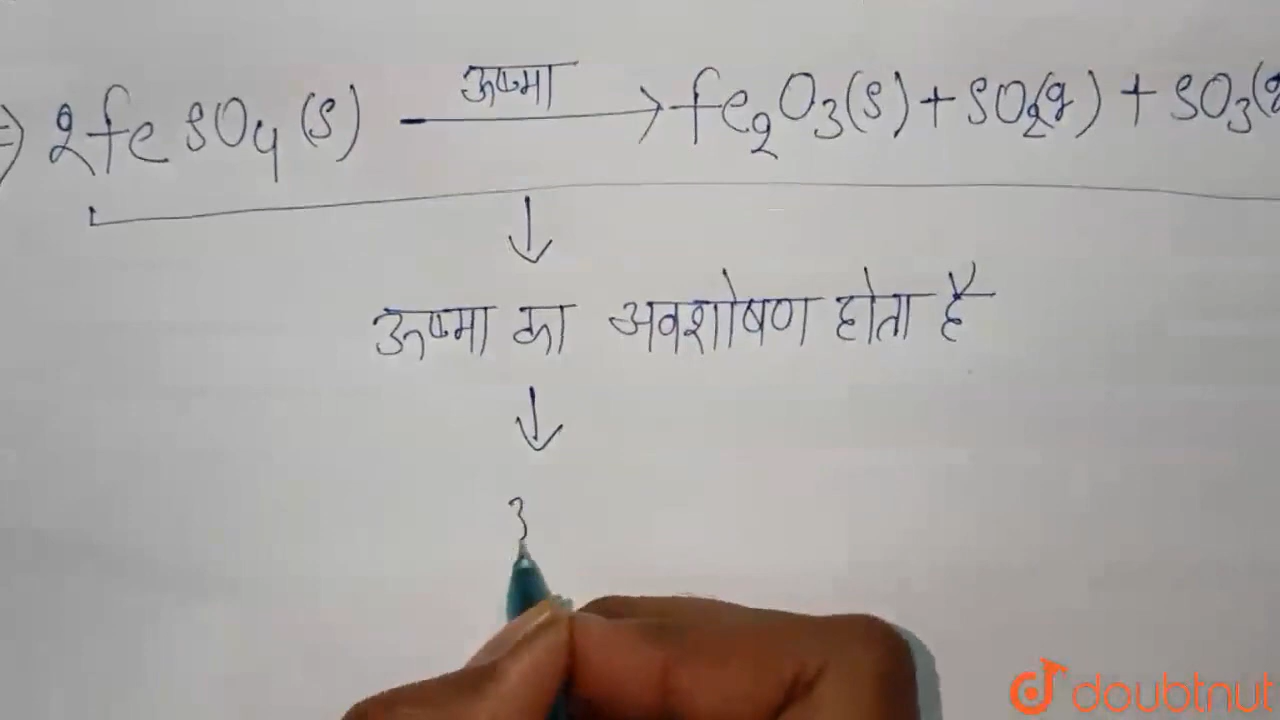 ⇒ 2FeSO4(s) ऊष्मा → Fe2O3(s) + SO2(g) + SO3(g
↓
ऊष्मा का अवशोषण होता है
↓
doubtnut